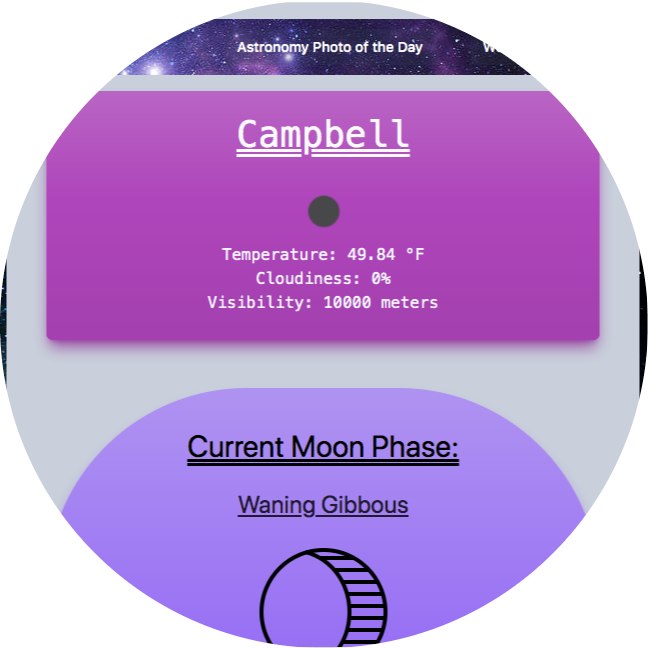 Astronomy Photo of the Day
Campbell
Temperature: 49.84 °F
Cloudiness: 0%
Visibility: 10000 meters
Current Moon Phase:
Waning Gibbous